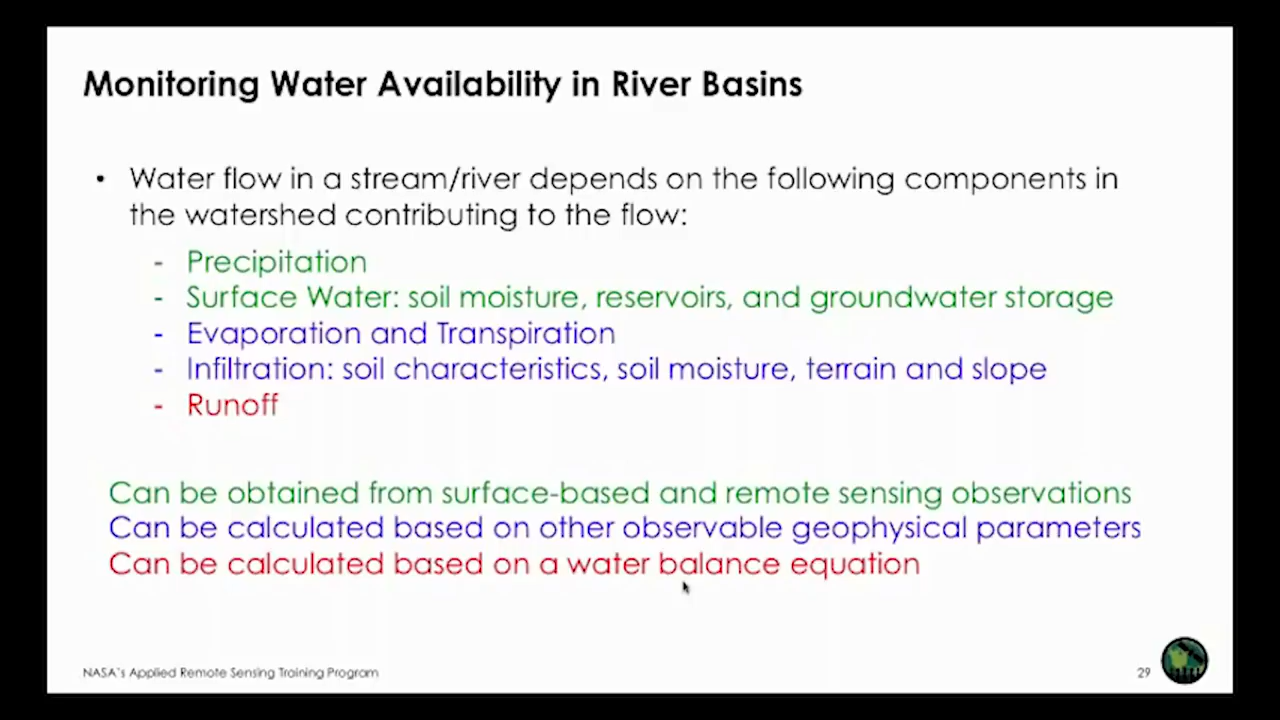 Monitoring Water Availability in River Basins
• Water flow in a stream/river depends on the following components in
the watershed contributing to the flow:
- Precipitation
- Surface Water: soil moisture, reservoirs, and groundwater storage
- Evaporation and Transpiration
- Infiltration: soil characteristics, soil moisture, terrain and slope
- Runoff
Can be obtained from surface-based and remote sensing observations
Can be calculated based on other observable geophysical parameters
Can be calculated based on a water balance equation
NASA's Applied Remote Sensing Training Program
29